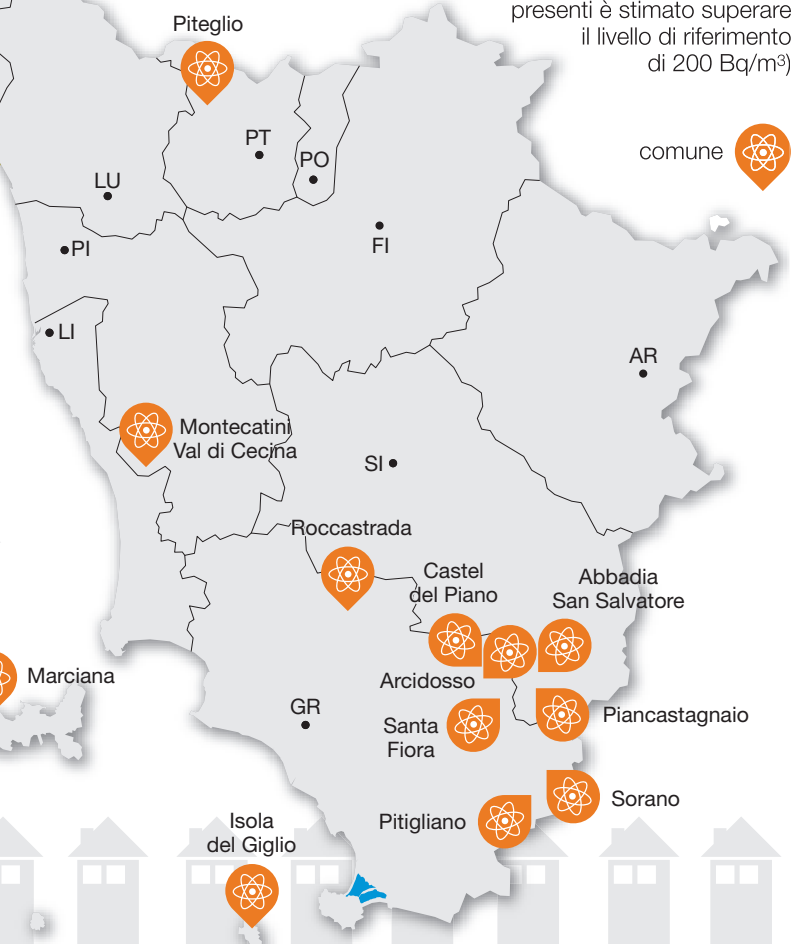 presenti è stimato superare
il livello di riferimento
di 200 Bq/m³)
comune
Piteglio
PT
PO
LU
PI
FI
LI
AR
Montecatini
Val di Cecina
SI
Roccastrada
Castel
del Piano
Abbadia
San Salvatore
Arcidosso
Marciana
GR
Santa
Fiora
Piancastagnaio
Sorano
Pitigliano
Isola
del Giglio